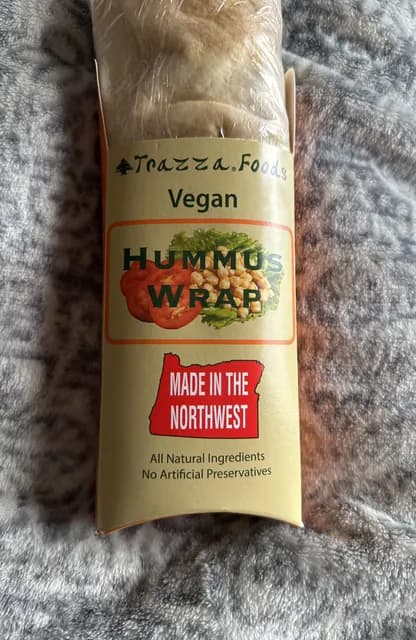 Trazza Foods
Vegan
HUMMUS
WRAP
MADE IN THE
NORTHWEST
All Natural Ingredients
No Artificial Preservatives